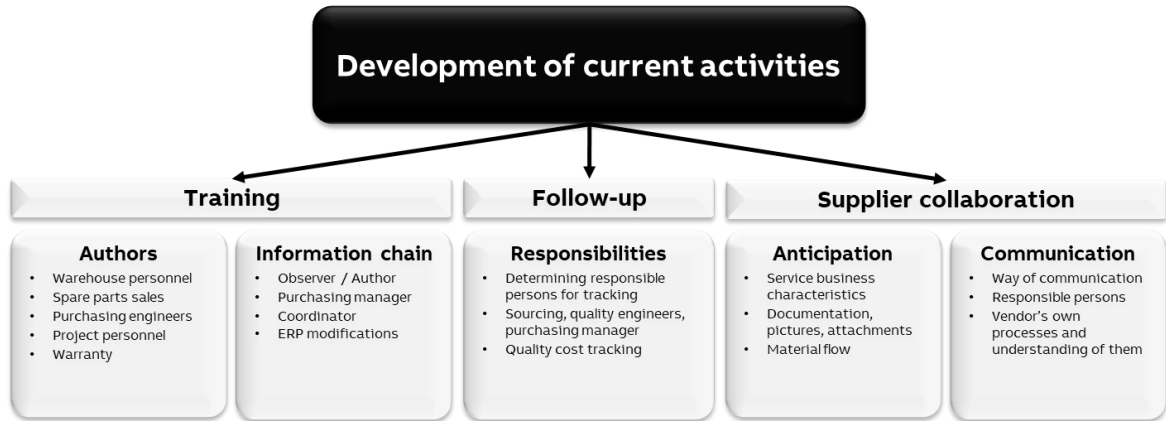 Development of current activities
Training
Follow-up
Supplier collaboration
Authors
• Warehouse personnel
• Spare parts sales
• Purchasing engineers
• Project personnel
• Warranty
Information chain
• Observer / Author
• Purchasing manager
• Coordinator
• ERP modifications
Responsibilities
• Determining responsible
persons for tracking
• Sourcing, quality engineers,
purchasing manager
• Quality cost tracking
Anticipation
• Service business
characteristics
• Documentation,
pictures, attachments
• Material flow
Communication
• Way of communication
• Responsible persons
• Vendor's own
processes and
understanding of them